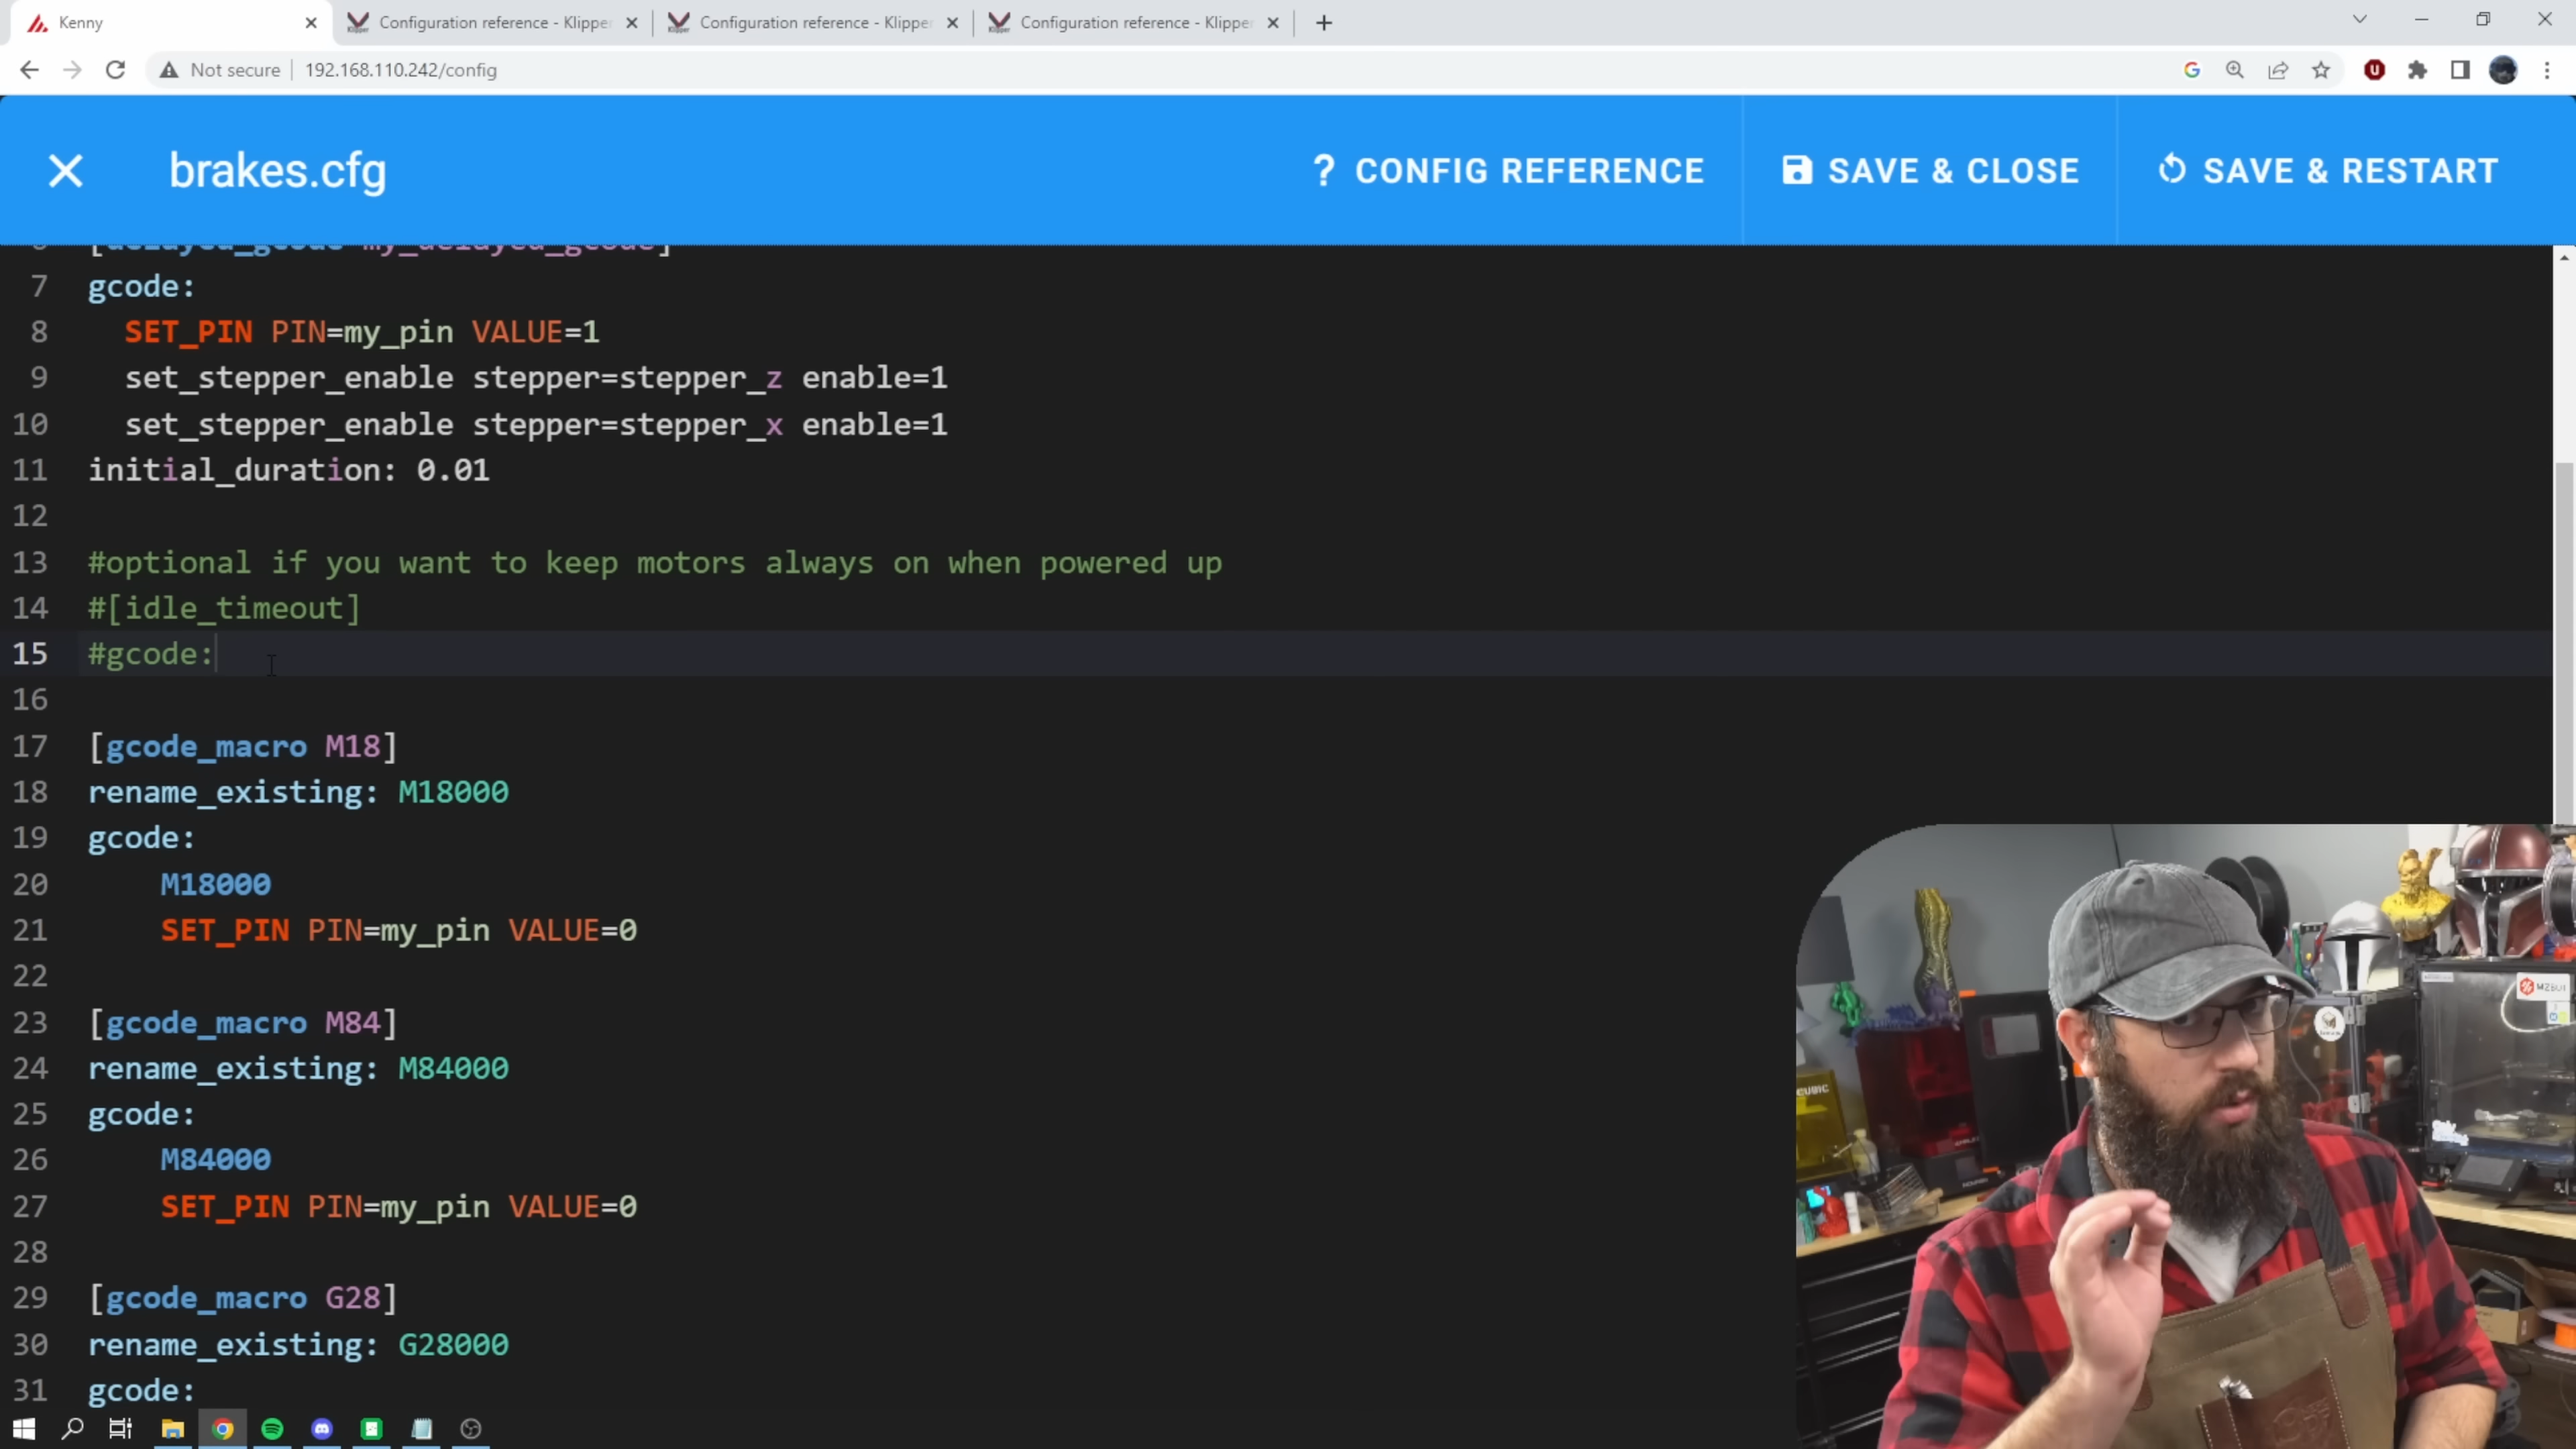 Kenny
Configuration reference - Klipper
Configuration reference - Klipper
Configuration reference - Klipper
Not secure
192.168.110.242/config
brakes.cfg
? CONFIG REFERENCE
SAVE & CLOSE
SAVE & RESTART
6 [delayed_gcode my_delayed_gcode]
7 gcode:
8 SET_PIN PIN=my_pin VALUE=1
9 set_stepper_enable stepper=stepper_z enable=1
10 set_stepper_enable stepper=stepper_x enable=1
11 initial_duration: 0.01
12
13 #optional if you want to keep motors always on when powered up
14 #[idle_timeout]
15 #gcode:
16
17 [gcode_macro M18]
18 rename_existing: M18000
19 gcode:
20 M18000
21 SET_PIN PIN=my_pin VALUE=0
22
23 [gcode_macro M84]
24 rename_existing: M84000
25 gcode:
26 M84000
27 SET_PIN PIN=my_pin VALUE=0
28
29 [gcode_macro G28]
30 rename_existing: G28000
31 gcode:
CUBIC